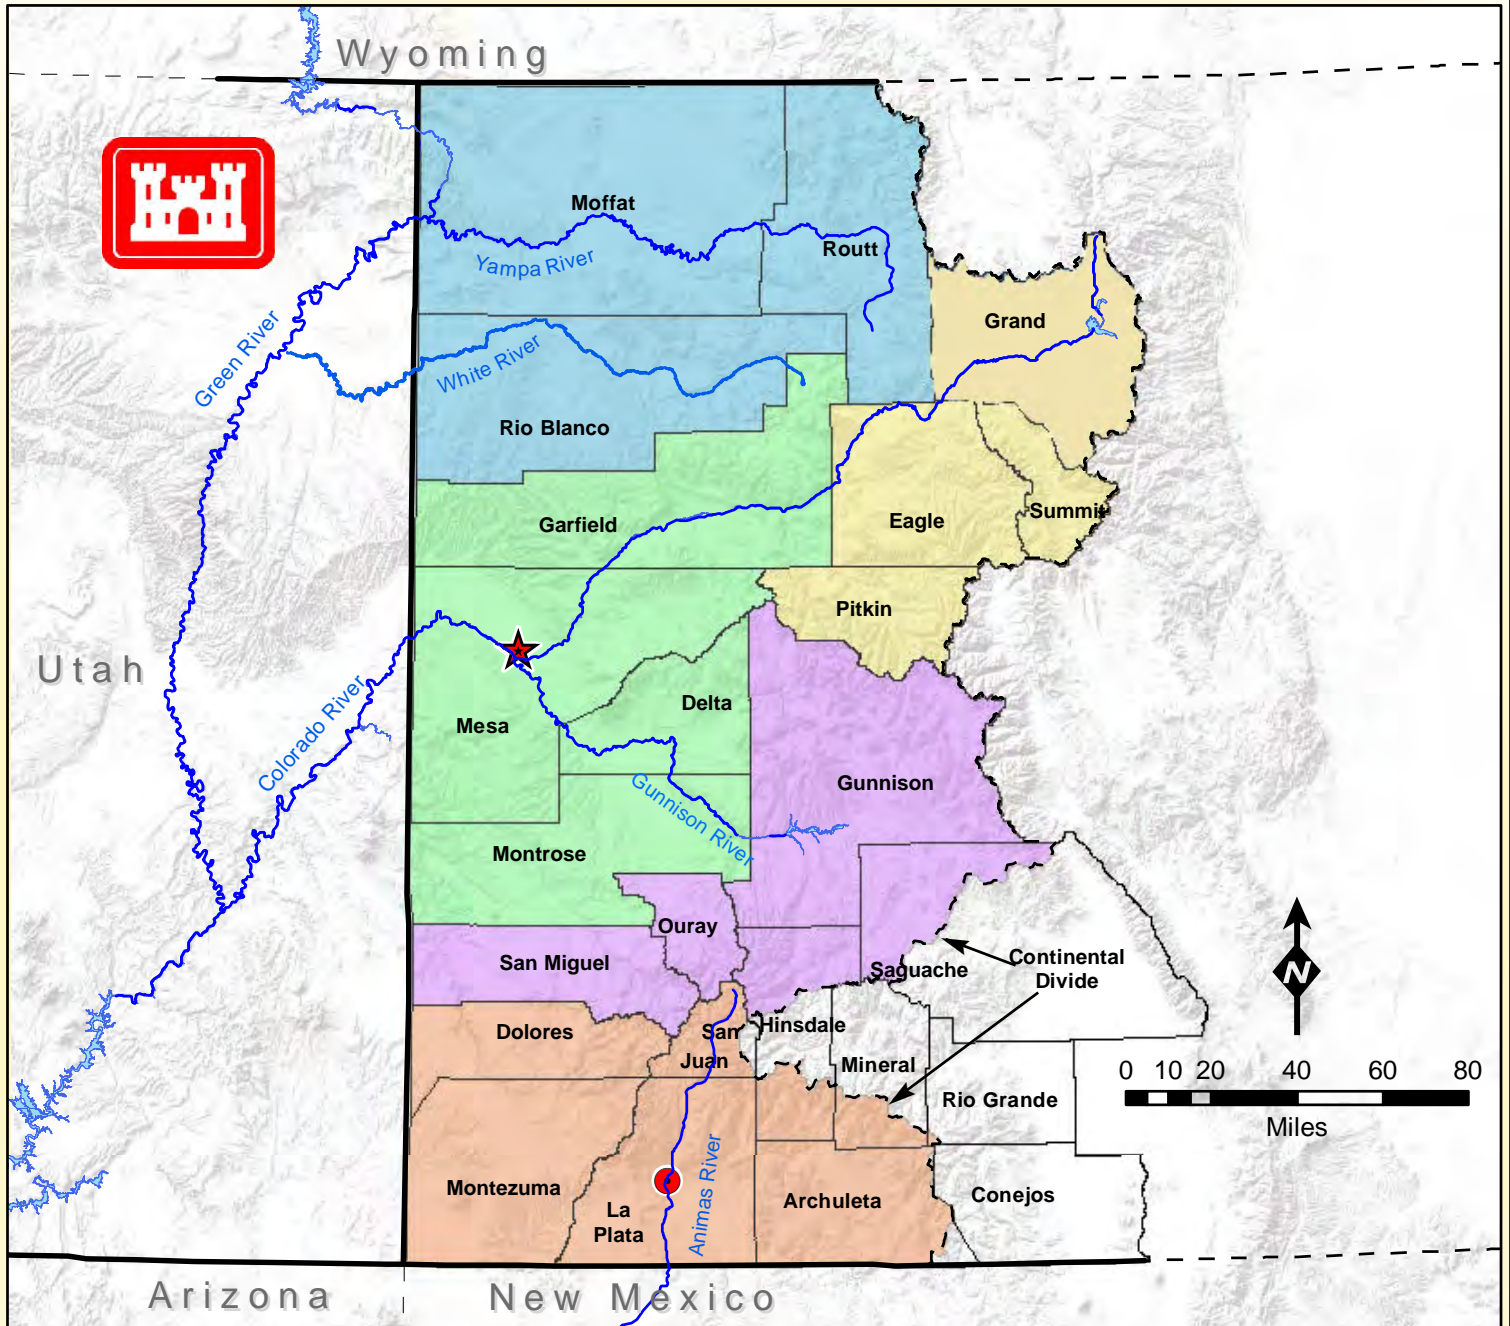 Wyoming
Moffat
Routt
Yampa River
Grand
Green River
White River
Rio Blanco
Garfield
Eagle
Summit
Pitkin
Utah
Colorado River
Mesa
Delta
Gunnison
Gunnison River
Montrose
Ouray
San Miguel
Saguache
Continental
Divide
N
Dolores
San
Juan
Hinsdale
Mineral
Rio Grande
0 10 20 40 60 80
Miles
Montezuma
La
Plata
Animas River
Archuleta
Conejos
Arizona
New Mexico